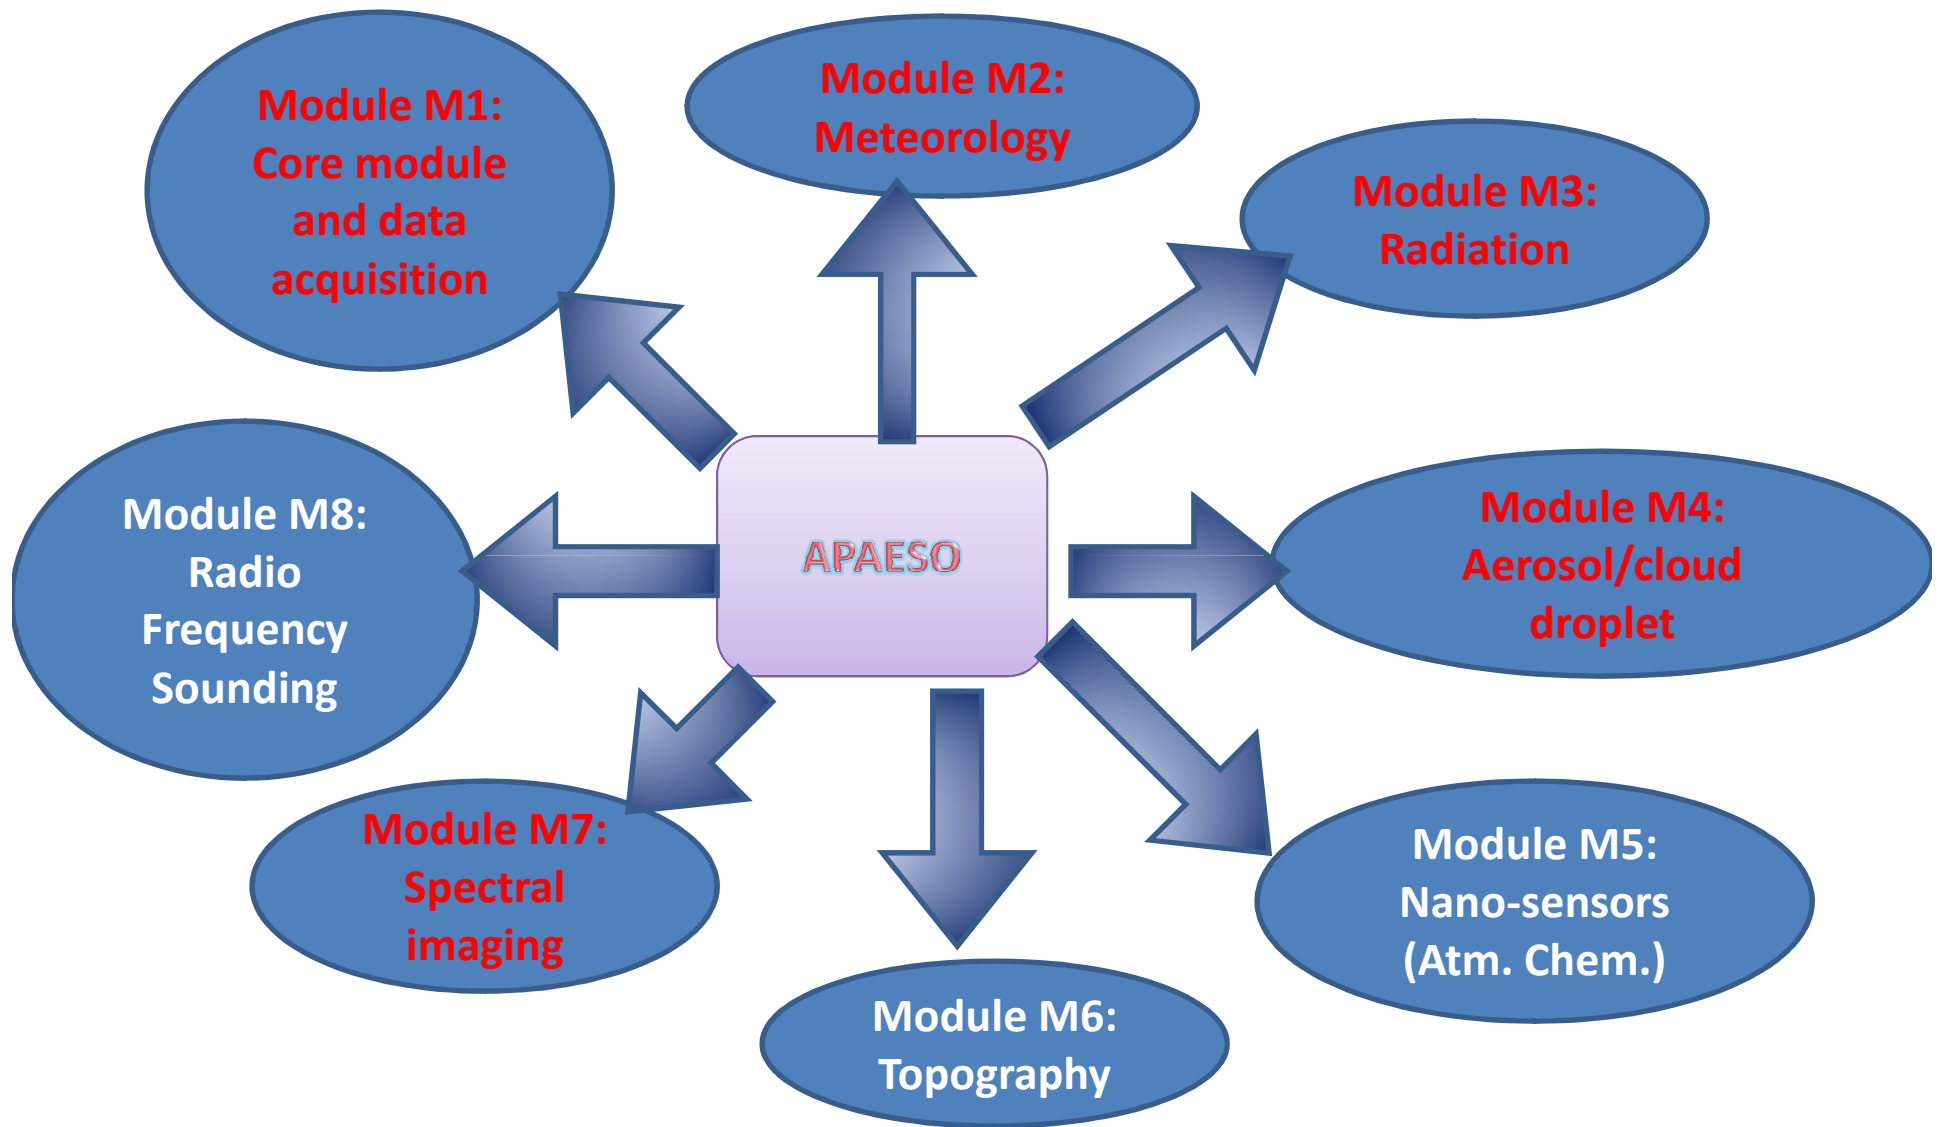 Module M1:
Core module
and data
acquisition
Module M2:
Meteorology
Module M3:
Radiation
Module M8:
Radio
Frequency
Sounding
APAESO
Module M4:
Aerosol/cloud
droplet
Module M7:
Spectral
imaging
Module M5:
Nano-sensors
(Atm. Chem.)
Module M6:
Topography